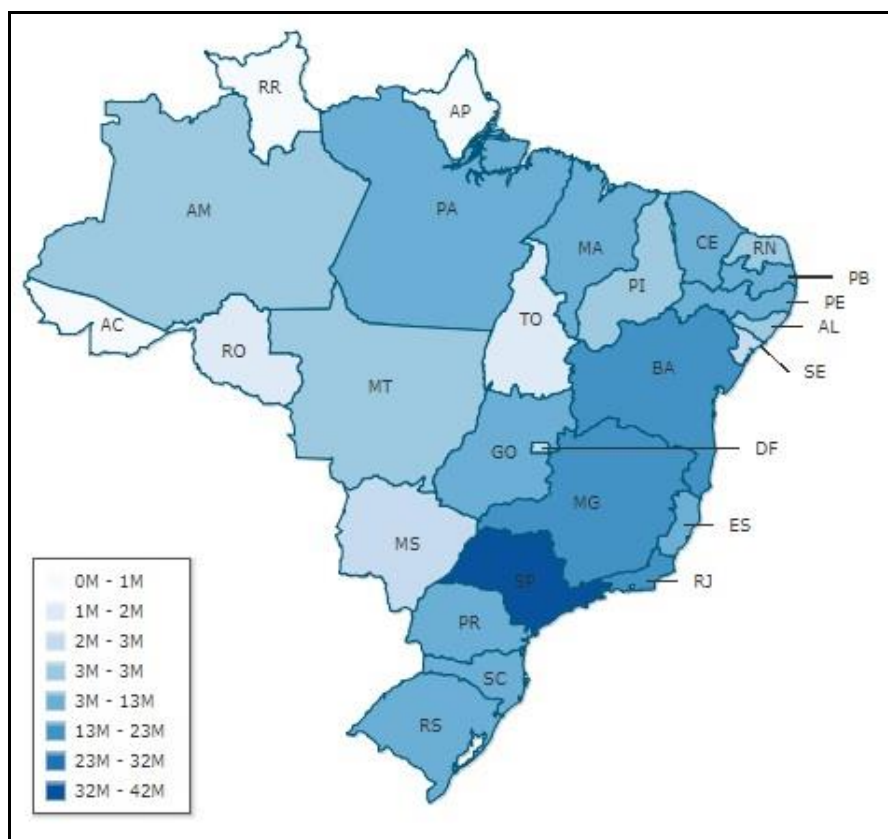 RR
AP
AM
PA
MA
CE
RN
PB
PI
PE
AC
TO
AL
RO
SE
BA
MT
GO
DF
MG
ES
MS
SP
RJ
PR
SC
RS
0M - 1M
1M - 2M
2M - 3M
3M - 3M
3M - 13M
13M - 23M
23M - 32M
32M - 42M